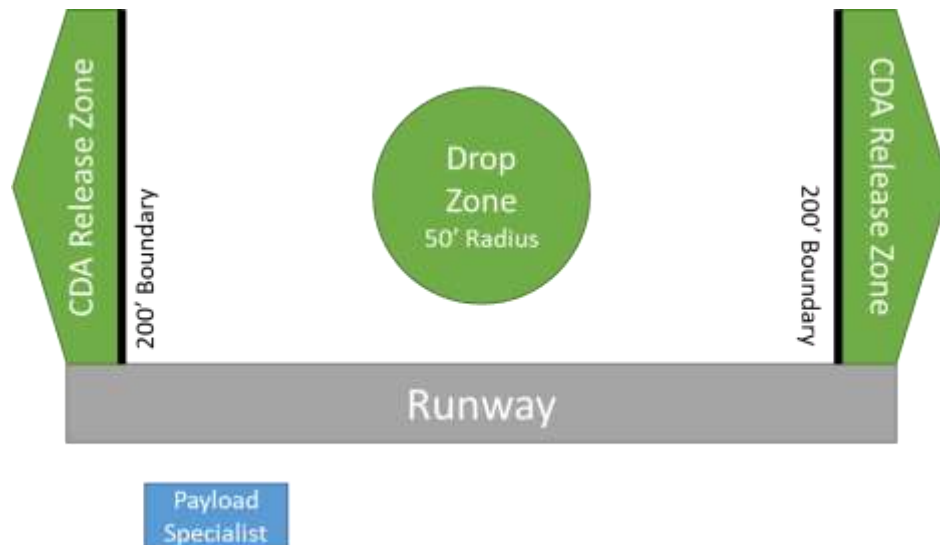 CDA Release Zone
200' Boundary
Drop
Zone
50' Radius
200' Boundary
CDA Release Zone
Runway
Payload
Specialist